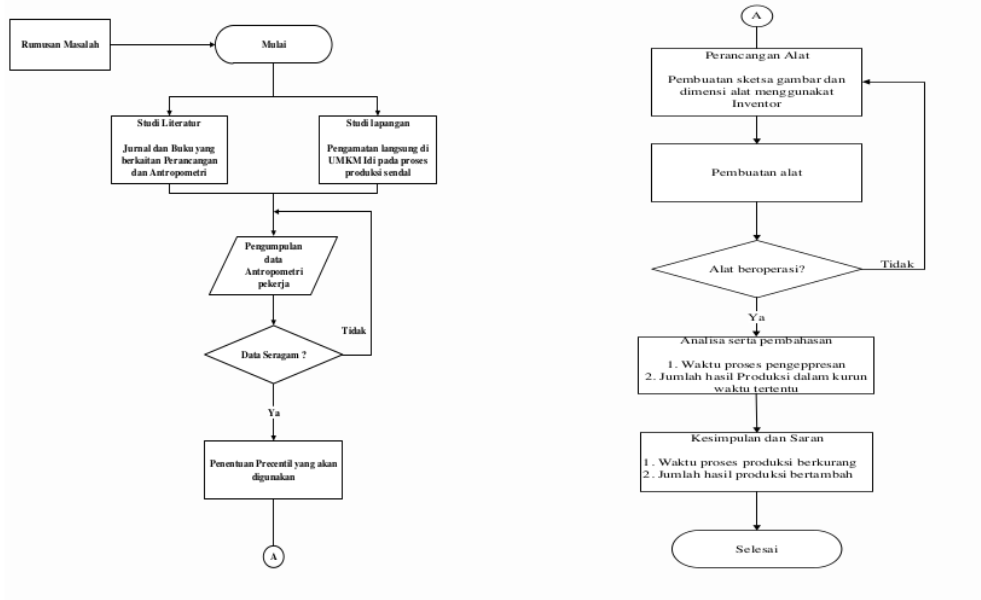 Rumusan Masalah
Mulai
Studi Literatur
Jurnal dan Buku yang
berkaitan Perancangan
dan Antropometri
Studi lapangan
Pengamatan langsung di
UMKM Idi pada proses
produksi sendal
Pengumpulan
data
Antropometri
pekerja
Tidak
Data Seragam ?
Ya
Penentuan Precentil yang akan
digunakan
A
A
Perancangan Alat
Pembuatan sketsa gambar dan
dimensi alat menggunakat
Inventor
Pembuatan alat
Alat beroperasi?
Tidak
Ya
Analisa serta pembahasan
1. Waktu proses pengeppresan
2. Jumlah hasil Produksi dalam kurun
waktu tertentu
Kesimpulan dan Saran
1. Waktu proses produksi berkurang
2. Jumlah hasil produksi bertambah
Selesai